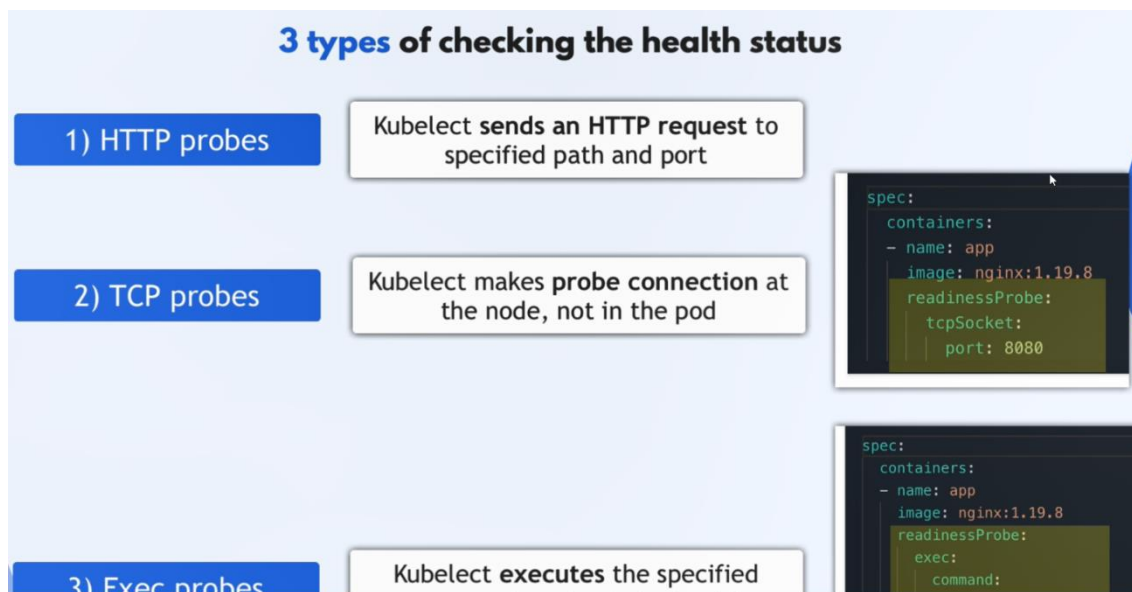 3 types of checking the health status
1) HTTP probes
Kubelect sends an HTTP request to
specified path and port
2) TCP probes
Kubelect makes probe connection at
the node, not in the pod
spec:
containers:
- name: app
image: nginx:1.19.8
readinessProbe:
tcpSocket:
port: 8080
3) Exec probes
Kubelect executes the specified
spec:
containers:
- name: app
image: nginx:1.19.8
readinessProbe:
exec:
command: